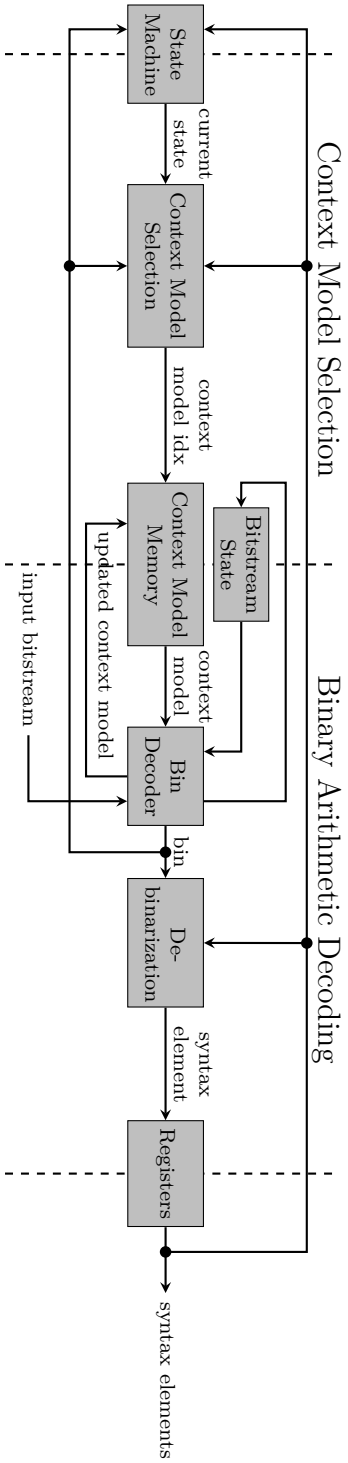 Context Model Selection
Binary Arithmetic Decoding
State
Machine
current
state
Context Model
Selection
context
model idx
Bitstream
State
Context Model
Memory
updated context model
input bitstream
context
model
Bin
Decoder
bin
De-
binarization
syntax
element
Registers
syntax elements